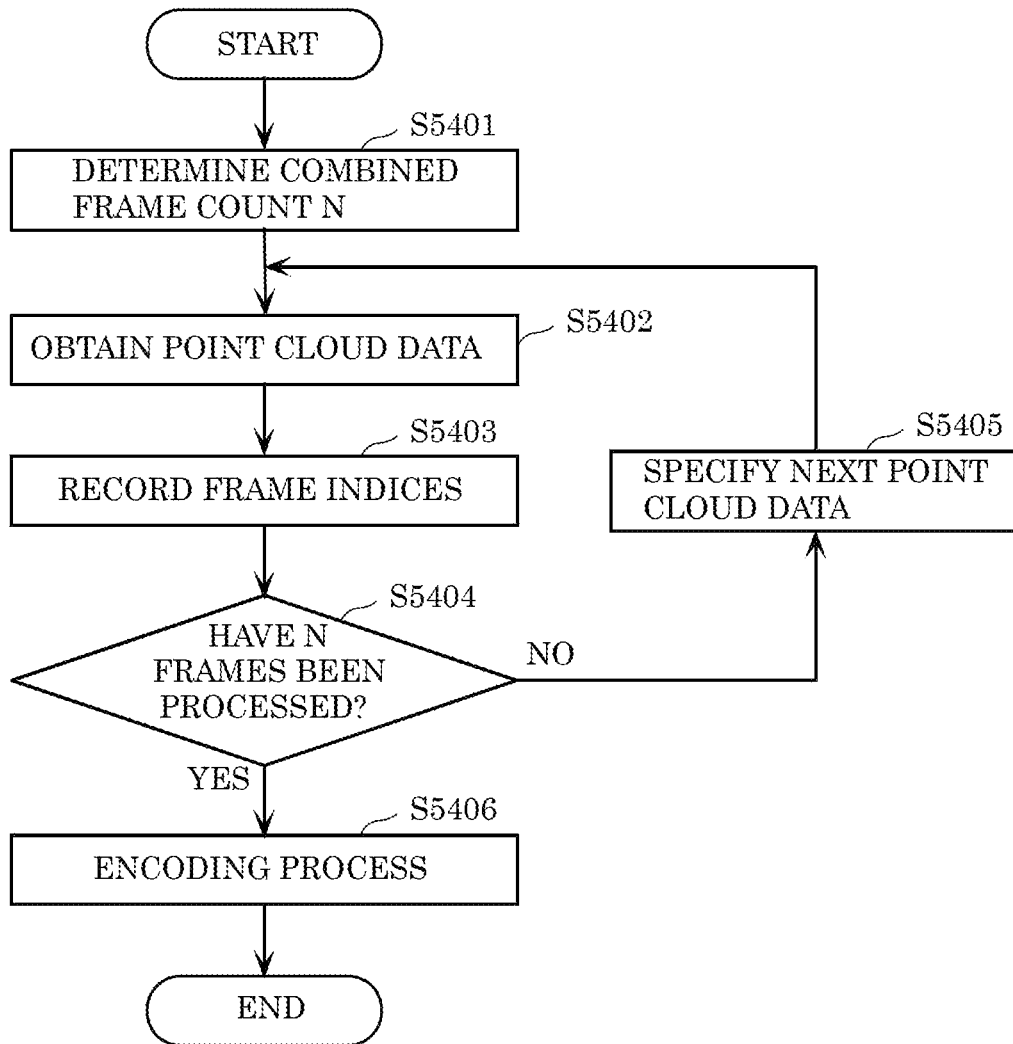 START
S5401
DETERMINE COMBINED
FRAME COUNT N
S5402
OBTAIN POINT CLOUD DATA
S5403
RECORD FRAME INDICES
S5405
SPECIFY NEXT POINT
CLOUD DATA
S5404
HAVE N
FRAMES BEEN
PROCESSED?
NO
YES
S5406
ENCODING PROCESS
END